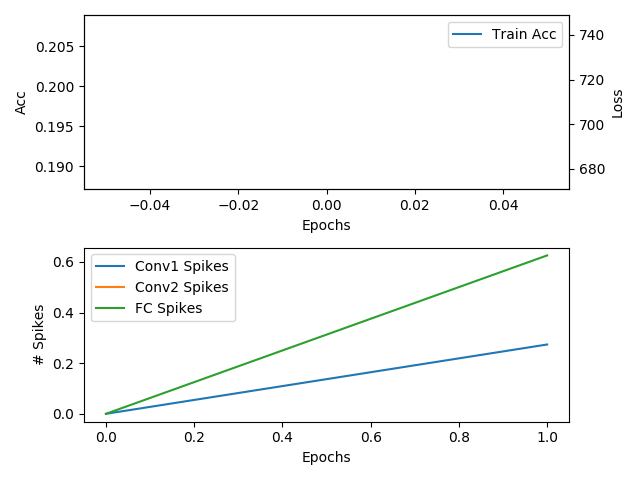 Train Acc
0.205
0.200
0.195
0.190
Acc
740
720
700
680
Loss
−0.04
−0.02
0.00
0.02
0.04
Epochs
Conv1 Spikes
Conv2 Spikes
FC Spikes
0.6
0.4
0.2
0.0
# Spikes
0.0
0.2
0.4
0.6
0.8
1.0
Epochs